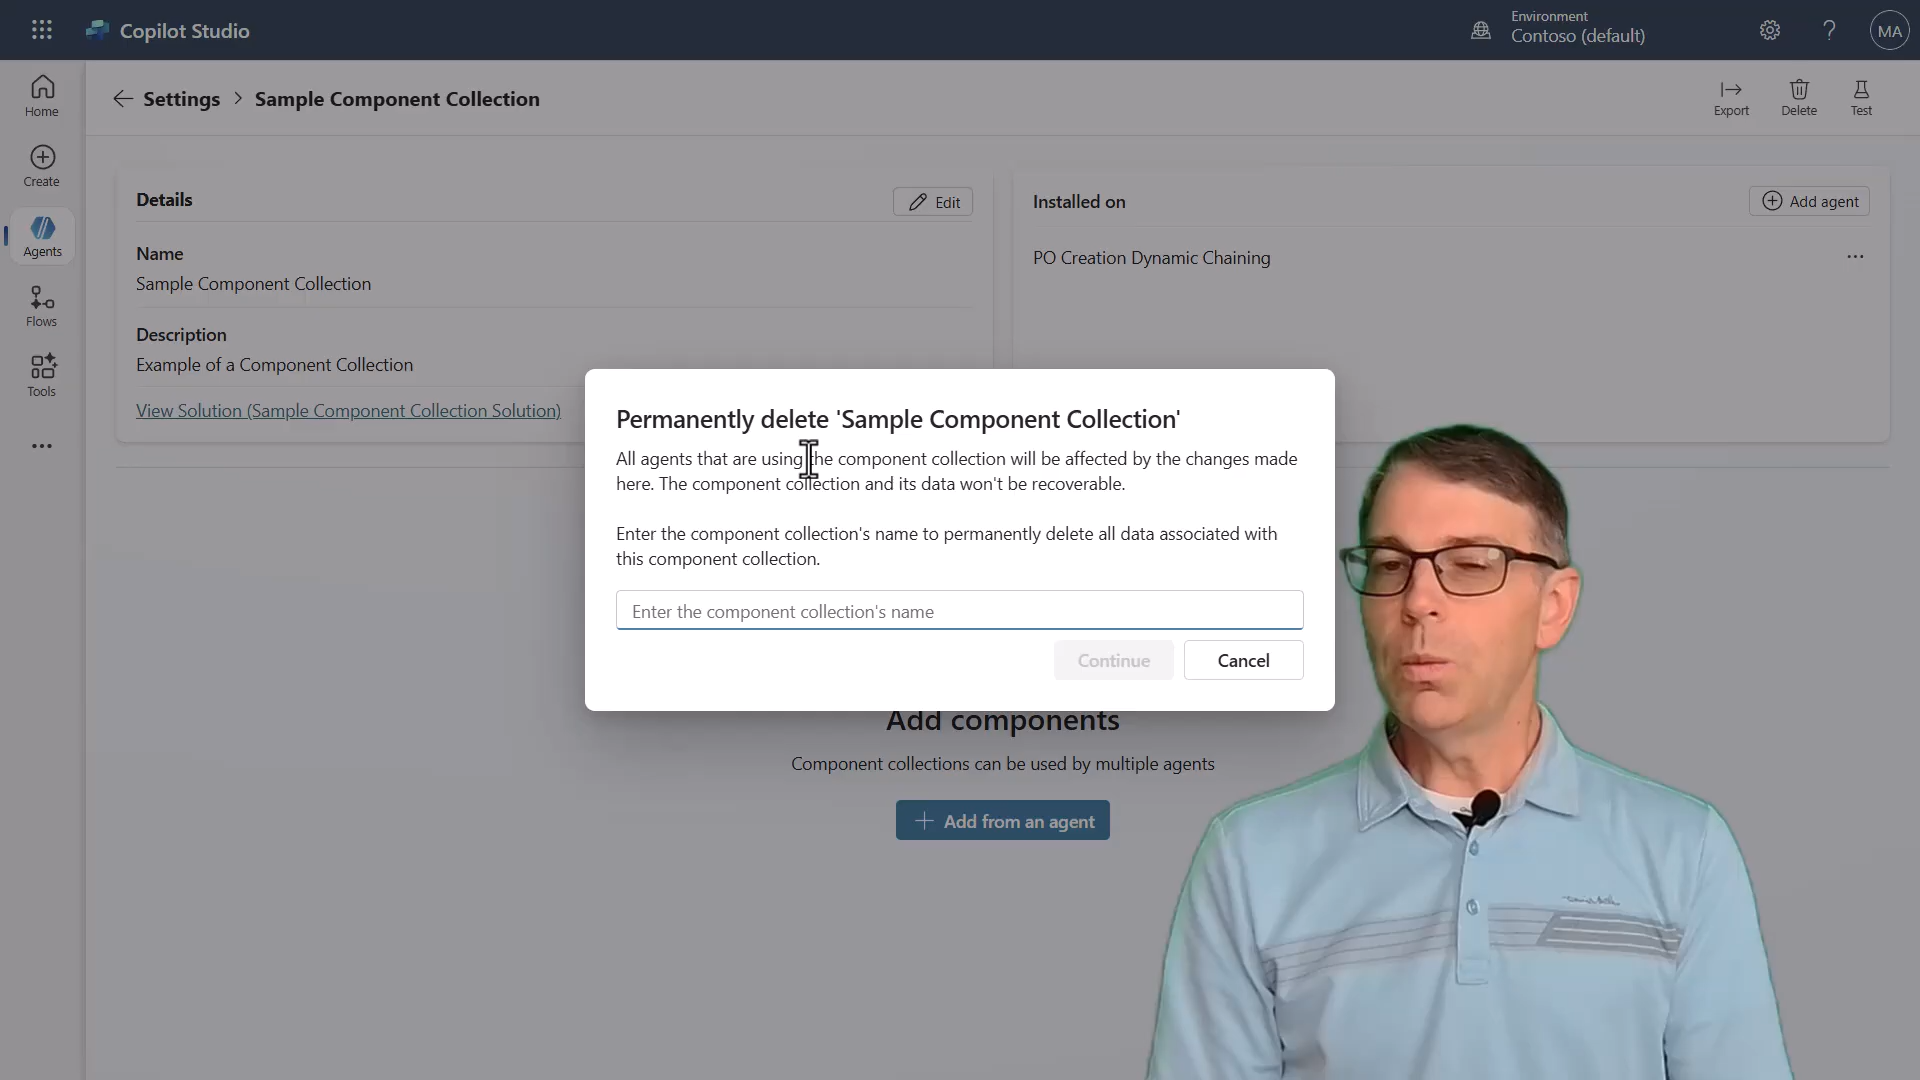 Copilot Studio
Environment
Contoso (default)
MA
Home
Create
Agents
Flows
Tools
Settings > Sample Component Collection
Export
Delete
Test
Details
Edit
Name
Sample Component Collection
Description
Example of a Component Collection
View Solution (Sample Component Collection Solution)
Installed on
Add agent
PO Creation Dynamic Chaining
Permanently delete 'Sample Component Collection'
All agents that are using the component collection will be affected by the changes made
here. The component collection and its data won't be recoverable.
Enter the component collection's name to permanently delete all data associated with
this component collection.
Enter the component collection's name
Continue
Cancel
Add components
Component collections can be used by multiple agents
Add from an agent